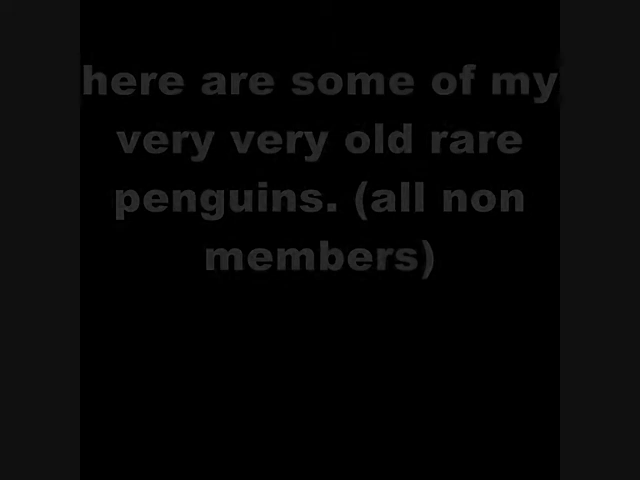 here are some of my
very very old rare
penguins. (all non
members)